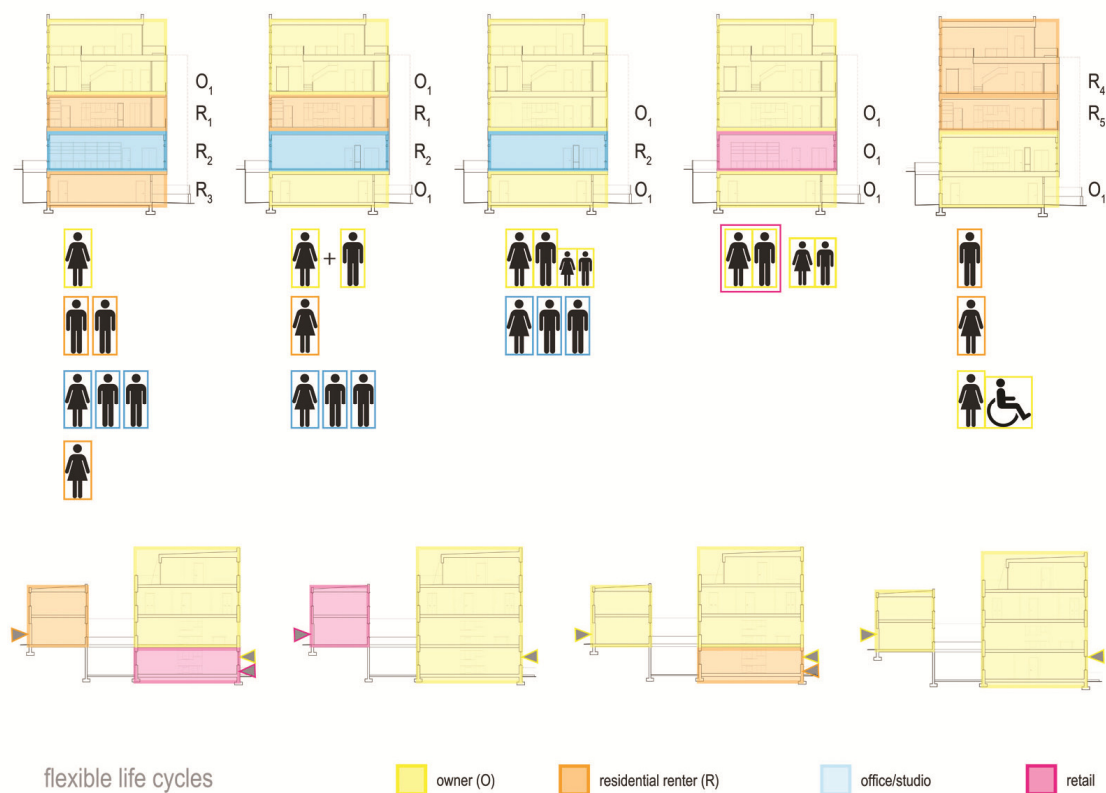 O1
R1
R2
R3
O1
R1
R2
O1
O1
R2
O1
O1
O1
O1
R4
R5
O1
+
flexible life cycles
owner (O)
residential renter (R)
office/studio
retail